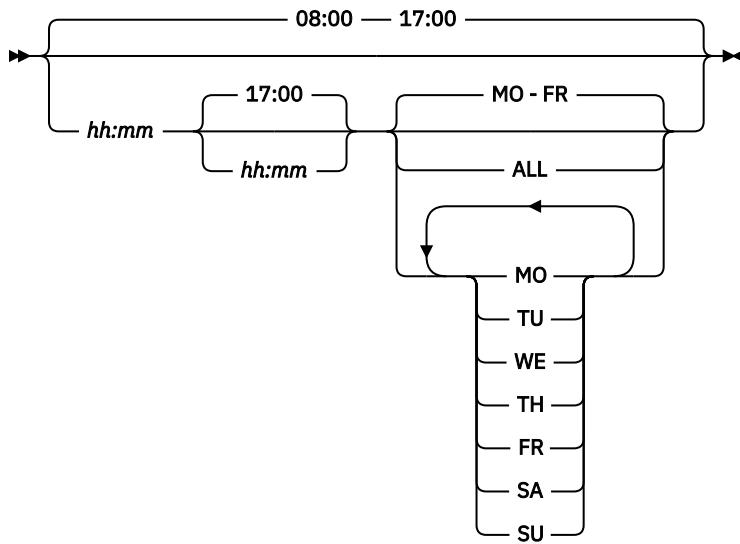 08:00 17:00
17:00 MO - FR
hh:mm
hh:mm ALL
MO
TU
WE
TH
FR
SA
SU